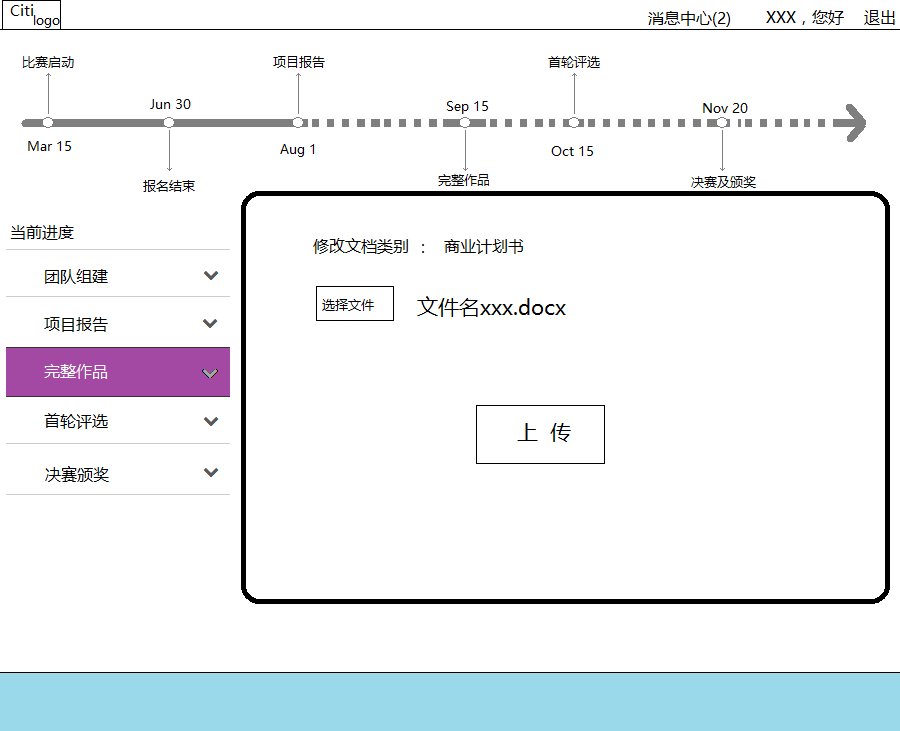 Citi
logo
消息中心(2) XXX，您好 退出
比赛启动 项目报告 首轮评选
Jun 30 Sep 15 Nov 20
Mar 15 Aug 1 Oct 15
报名结束 完整作品 决赛及颁奖
当前进度
团队组建
项目报告
完整作品
首轮评选
决赛颁奖
修改文档类别 ： 商业计划书
选择文件 文件名xxx.docx
上 传